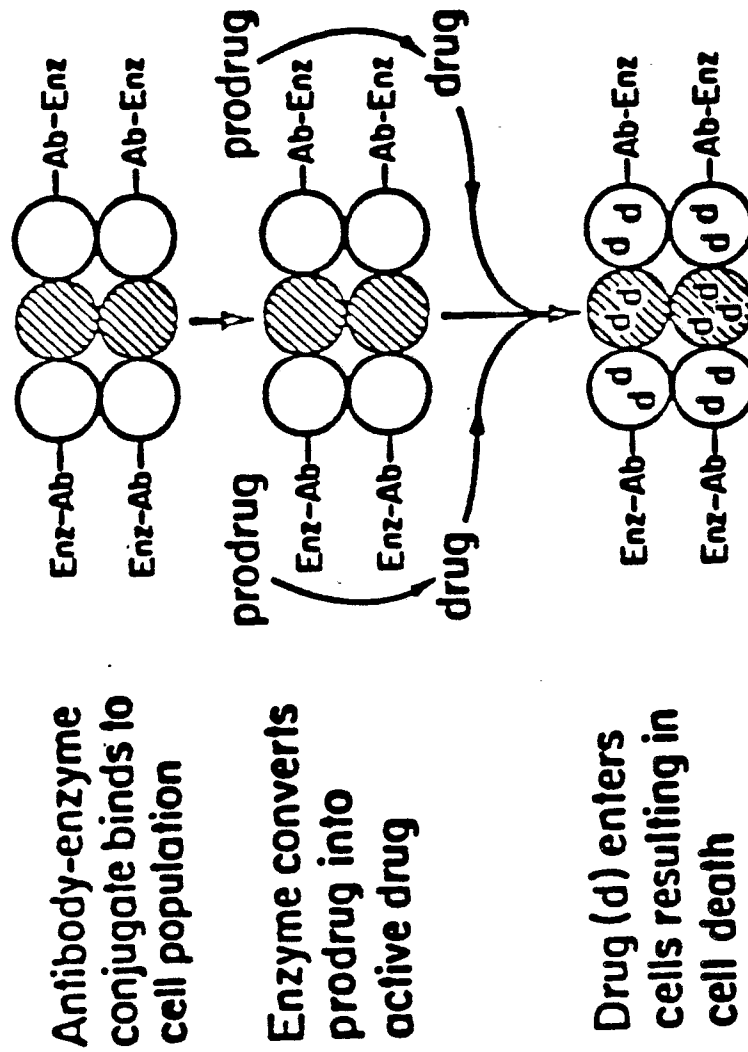 Antibody-enzyme
conjugate binds to
cell population
Enz-Ab Ab-Enz
Enz-Ab Ab-Enz
Enzyme converts
prodrug into
active drug
prodrug prodrug
Enz-Ab Ab-Enz
Enz-Ab Ab-Enz
drug drug
Drug (d) enters
cells resulting in
cell death
d d d d d d
Enz-Ab Ab-Enz
d d d d d d d
Enz-Ab Ab-Enz